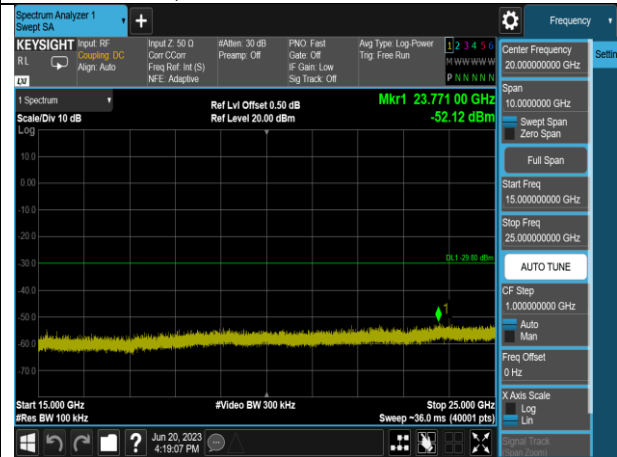 Spectrum Analyzer 1
Swept SA
Frequency
KEYSIGHT
RL
LXI
Input: RF
Coupling: DC
Align: Auto
Input Z: 50 Ω
Corr CCorr
Freq Ref: Int (S)
NFE: Adaptive
#Atten: 30 dB
Preamp: Off
PNO: Fast
Gate: Off
IF Gain: Low
Sig Track: Off
Avg Type: Log-Power
Trig: Free Run
1 2 3 4 5 6
M W W W W W
P N N N N N
1 Spectrum
Scale/Div 10 dB
Ref Lvl Offset 0.50 dB
Ref Level 20.00 dBm
Mkr1 23.771 00 GHz
-52.12 dBm
Log
10.0
0.00
-10.0
-20.0
-30.0
-40.0
-50.0
-60.0
-70.0
DL1 -29.80 dBm
1
Start 15.000 GHz
#Res BW 100 kHz
#Video BW 300 kHz
Stop 25.000 GHz
Sweep ~36.0 ms (40001 pts)
Center Frequency
20.000000000 GHz
Settin
Span
10.0000000 GHz
Swept Span
Zero Span
Full Span
Start Freq
15.000000000 GHz
Stop Freq
25.000000000 GHz
AUTO TUNE
CF Step
1.000000000 GHz
Auto
Man
Freq Offset
0 Hz
X Axis Scale
Log
Lin
Signal Track
(Span Zoom)
?
Jun 20, 2023
4:19:07 PM